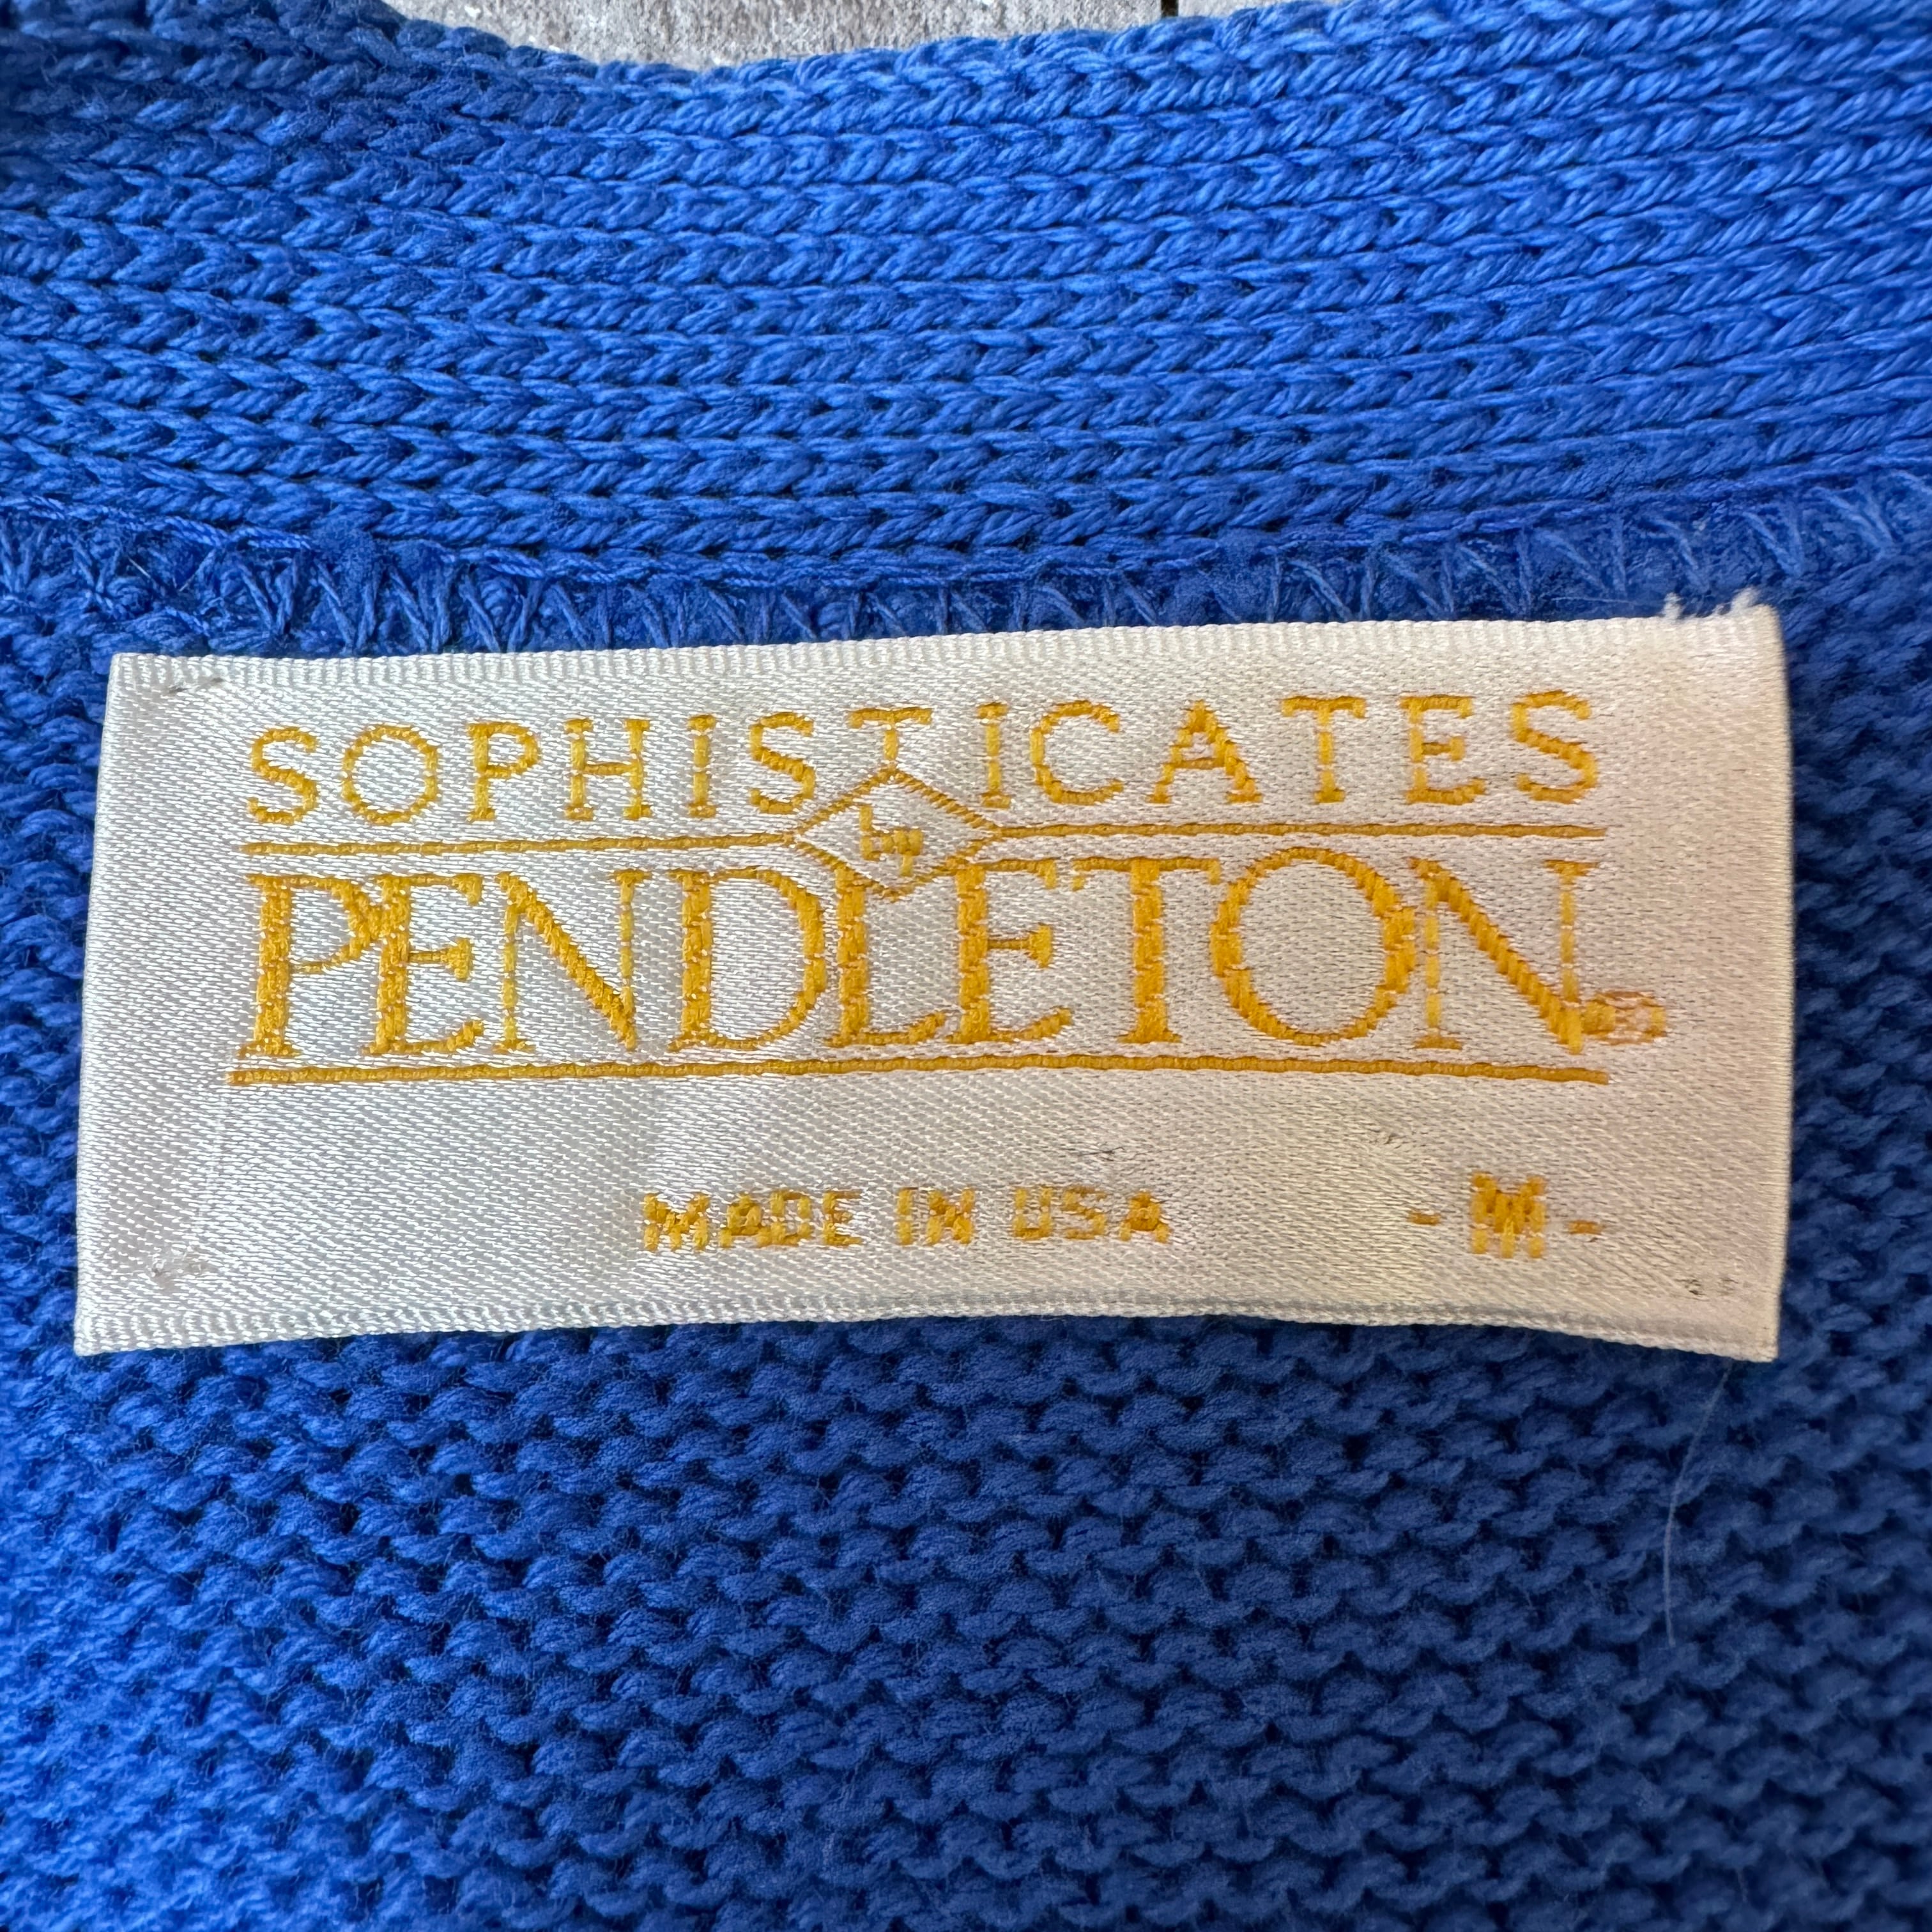 SOPHISTICATES
by
PENDLETON®
MADE IN USA - M -